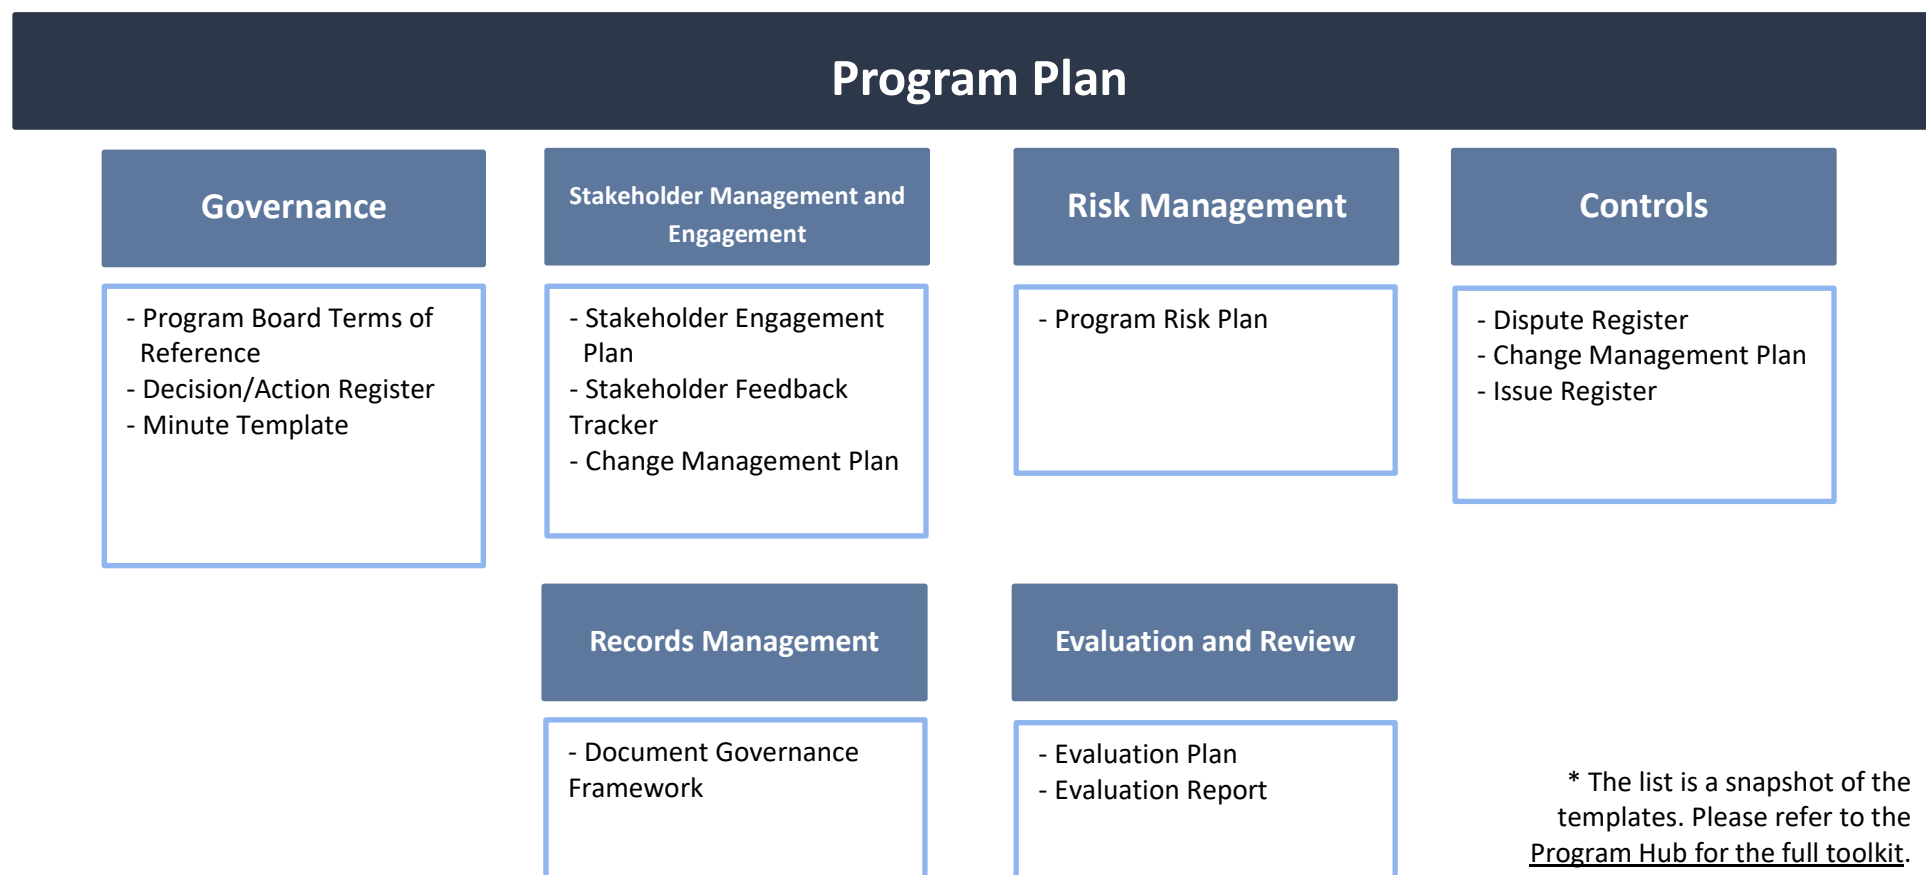 Program Plan
Governance
- Program Board Terms of
Reference
- Decision/Action Register
- Minute Template
Stakeholder Management and
Engagement
- Stakeholder Engagement
Plan
- Stakeholder Feedback
Tracker
- Change Management Plan
Risk Management
- Program Risk Plan
Controls
- Dispute Register
- Change Management Plan
- Issue Register
Records Management
- Document Governance
Framework
Evaluation and Review
- Evaluation Plan
- Evaluation Report
* The list is a snapshot of the
templates. Please refer to the
Program Hub for the full toolkit.